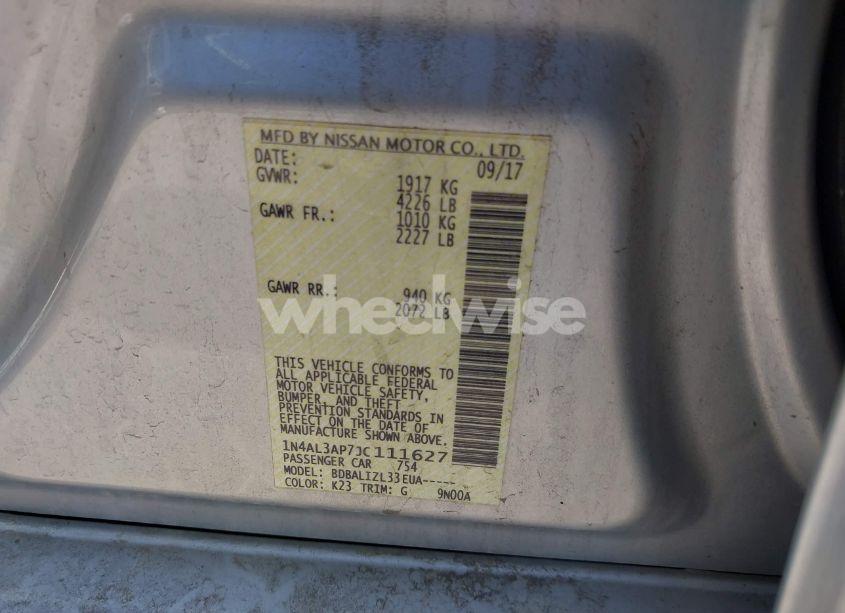 MFD BY NISSAN MOTOR CO., LTD.
DATE: 09/17
GVWR: 1917 KG
4226 LB
GAWR FR.: 1010 KG
2227 LB
GAWR RR.: 940 KG
2072 LB
wheelwise
THIS VEHICLE CONFORMS TO
ALL APPLICABLE FEDERAL
MOTOR VEHICLE SAFETY,
BUMPER, AND THEFT
PREVENTION STANDARDS IN
EFFECT ON THE DATE OF
MANUFACTURE SHOWN ABOVE.
1N4AL3AP7JC111627
PASSENGER CAR 754
MODEL: BDBALIZL33EUA-----
COLOR: K23 TRIM: G 9N00A